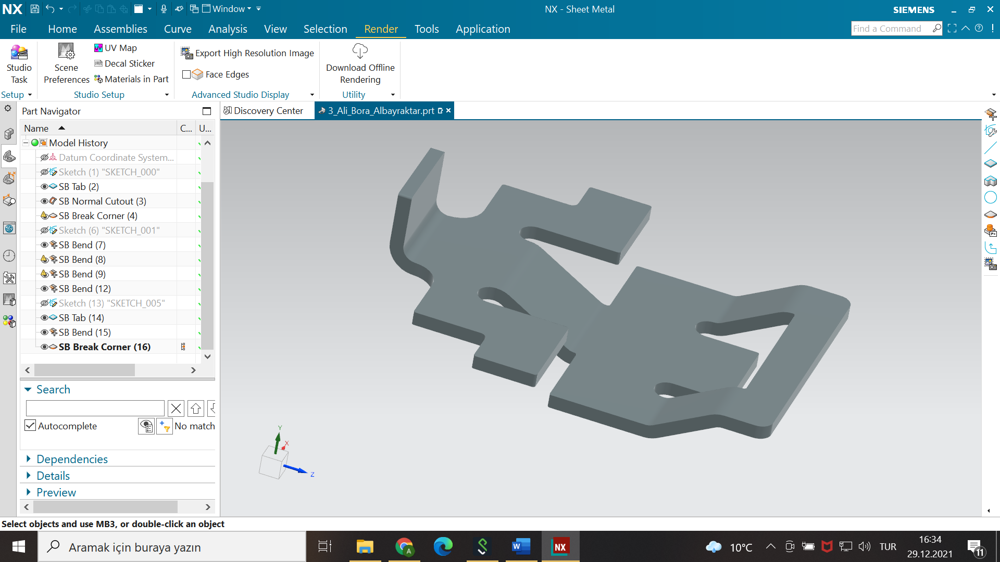 NX
Window
NX - Sheet Metal
SIEMENS
File
Home
Assemblies
Curve
Analysis
View
Selection
Render
Tools
Application
Find a Command
Studio
Task
Scene
Preferences
UV Map
Decal Sticker
Materials in Part
Export High Resolution Image
Face Edges
Download Offline
Rendering
Setup
Studio Setup
Advanced Studio Display
Utility
Part Navigator
Discovery Center
3_Ali_Bora_Albayraktar.prt
Name
C...
U...
Model History
Datum Coordinate System...
Sketch (1) "SKETCH_000"
SB Tab (2)
SB Normal Cutout (3)
SB Break Corner (4)
Sketch (6) "SKETCH_001"
SB Bend (7)
SB Bend (8)
SB Bend (9)
SB Bend (12)
Sketch (13) "SKETCH_005"
SB Tab (14)
SB Bend (15)
SB Break Corner (16)
Search
Autocomplete
No match
Dependencies
Details
Preview
Y
X
Z
Select objects and use MB3, or double-click an object
Aramak için buraya yazın
A
W
NX
10°C
TUR
16:34
29.12.2021
11